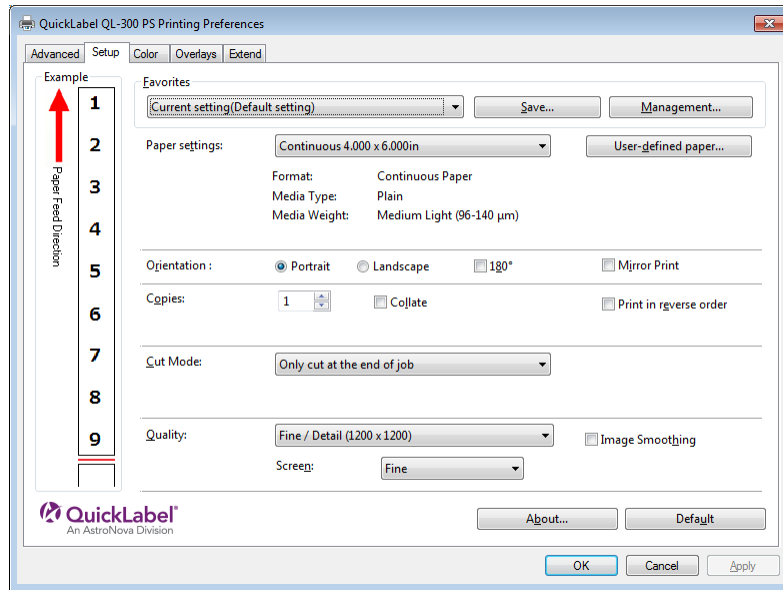 QuickLabel QL-300 PS Printing Preferences
Advanced Setup Color Overlays Extend
Example
Paper Feed Direction
1
2
3
4
5
6
7
8
9
Favorites
Current setting(Default setting) Save... Management...
Paper settings: Continuous 4.000 x 6.000in User-defined paper...
Format: Continuous Paper
Media Type: Plain
Media Weight: Medium Light (96-140 μm)
Orientation : Portrait Landscape 180° Mirror Print
Copies: 1 Collate Print in reverse order
Cut Mode: Only cut at the end of job
Quality: Fine / Detail (1200 x 1200) Image Smoothing
Screen: Fine
QuickLabel®
An AstroNova Division
About... Default
OK Cancel Apply